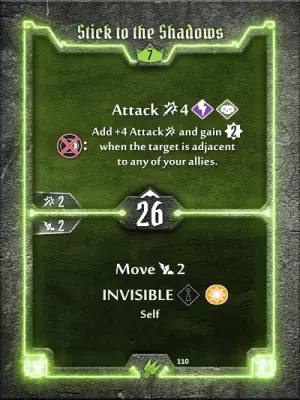 Stick to the Shadows
7
Attack 4
Add +4 Attack and gain 2
: when the target is adjacent
to any of your allies.
2
26
2
Move 2
INVISIBLE
Self
110